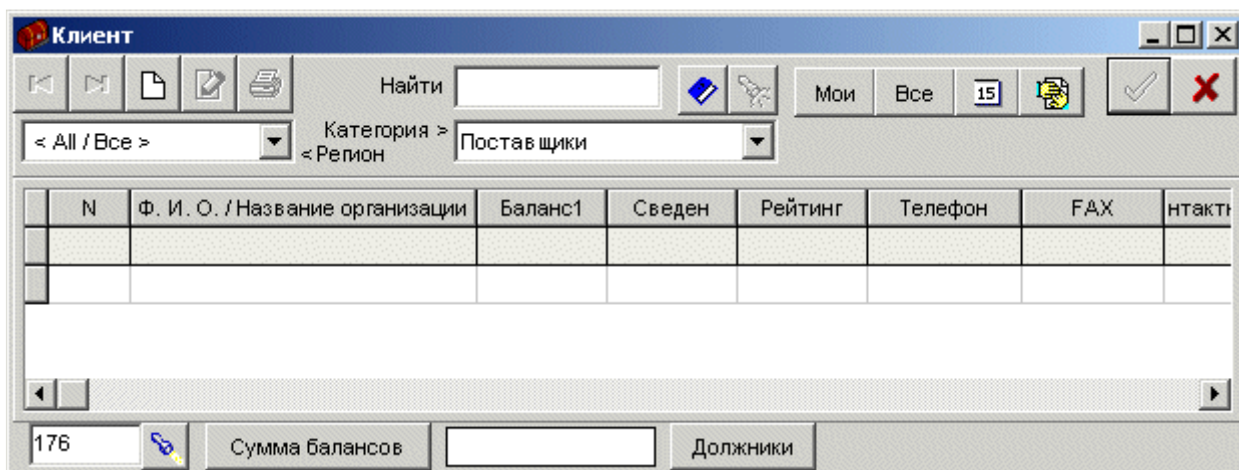 Клиент
Найти
Мои
Все
15
< All / Все >
Категория >
< Регион
Поставщики
N
Ф. И. О. / Название организации
Баланс1
Сведен
Рейтинг
Телефон
FAX
нтактн
176
Сумма балансов
Должники